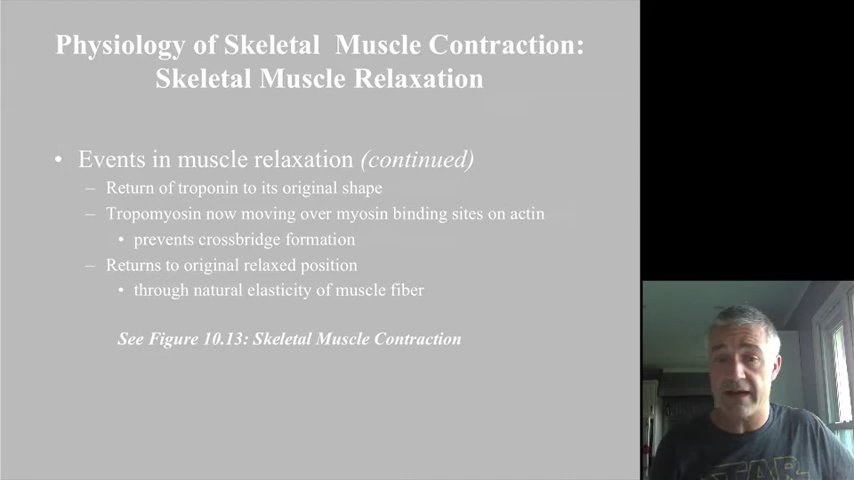 Physiology of Skeletal Muscle Contraction:
Skeletal Muscle Relaxation
• Events in muscle relaxation (continued)
– Return of troponin to its original shape
– Tropomyosin now moving over myosin binding sites on actin
• prevents crossbridge formation
– Returns to original relaxed position
• through natural elasticity of muscle fiber
See Figure 10.13: Skeletal Muscle Contraction
STAR